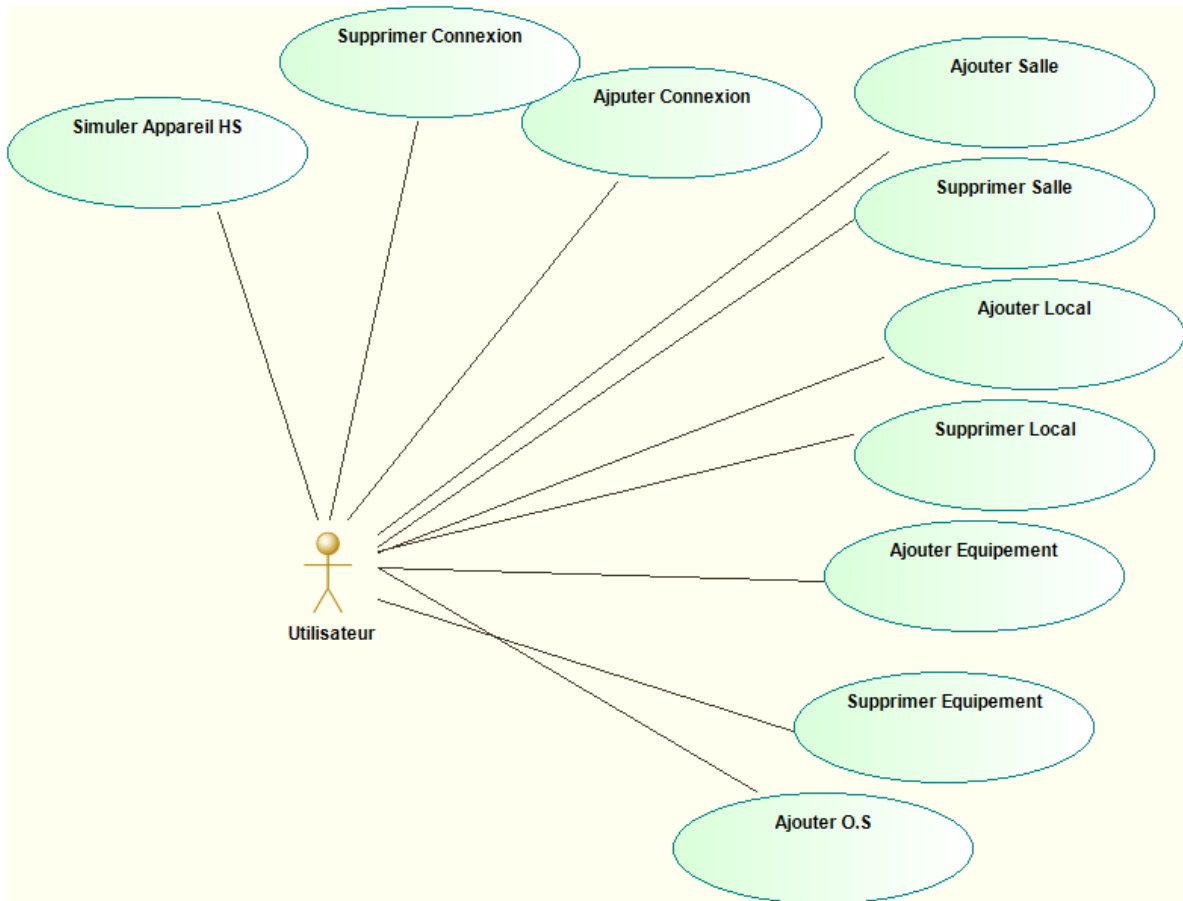 Supprimer Connexion
Ajouter Salle
Ajputer Connexion
Simuler Appareil HS
Supprimer Salle
Ajouter Local
Supprimer Local
Ajouter Equipement
Utilisateur
Supprimer Equipement
Ajouter O.S